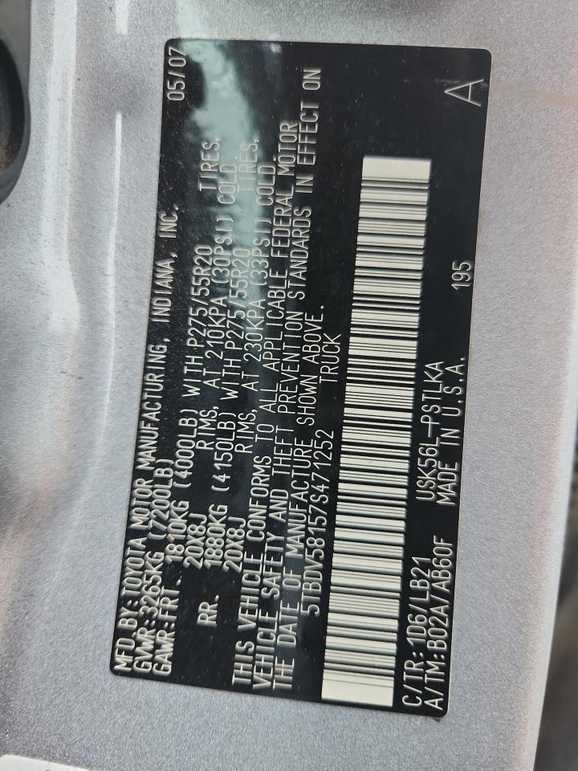 MFD.BY:TOYOTA MOTOR MANUFACTURING, INDIANA, INC. 05/07
GVWR:3265KG (7200LB)
GAWR:FRT. 1810KG (4000LB) WITH P275/55R20 TIRES,
20X8J RIMS, AT 210KPA (30PSI) COLD
RR. 1880KG (4150LB) WITH P275/55R20 TIRES,
20X8J RIMS, AT 230KPA (33PSI) COLD.
THIS VEHICLE CONFORMS TO ALL APPLICABLE FEDERAL MOTOR
VEHICLE SAFETY AND THEFT PREVENTION STANDARDS IN EFFECT ON
THE DATE OF MANUFACTURE SHOWN ABOVE.
5TBDV58157S471252 TRUCK
C/TR:1D6/LB21 USK56L-PSTLKA 195 A
A/TM:B02A/AB60F MADE IN U.S.A.